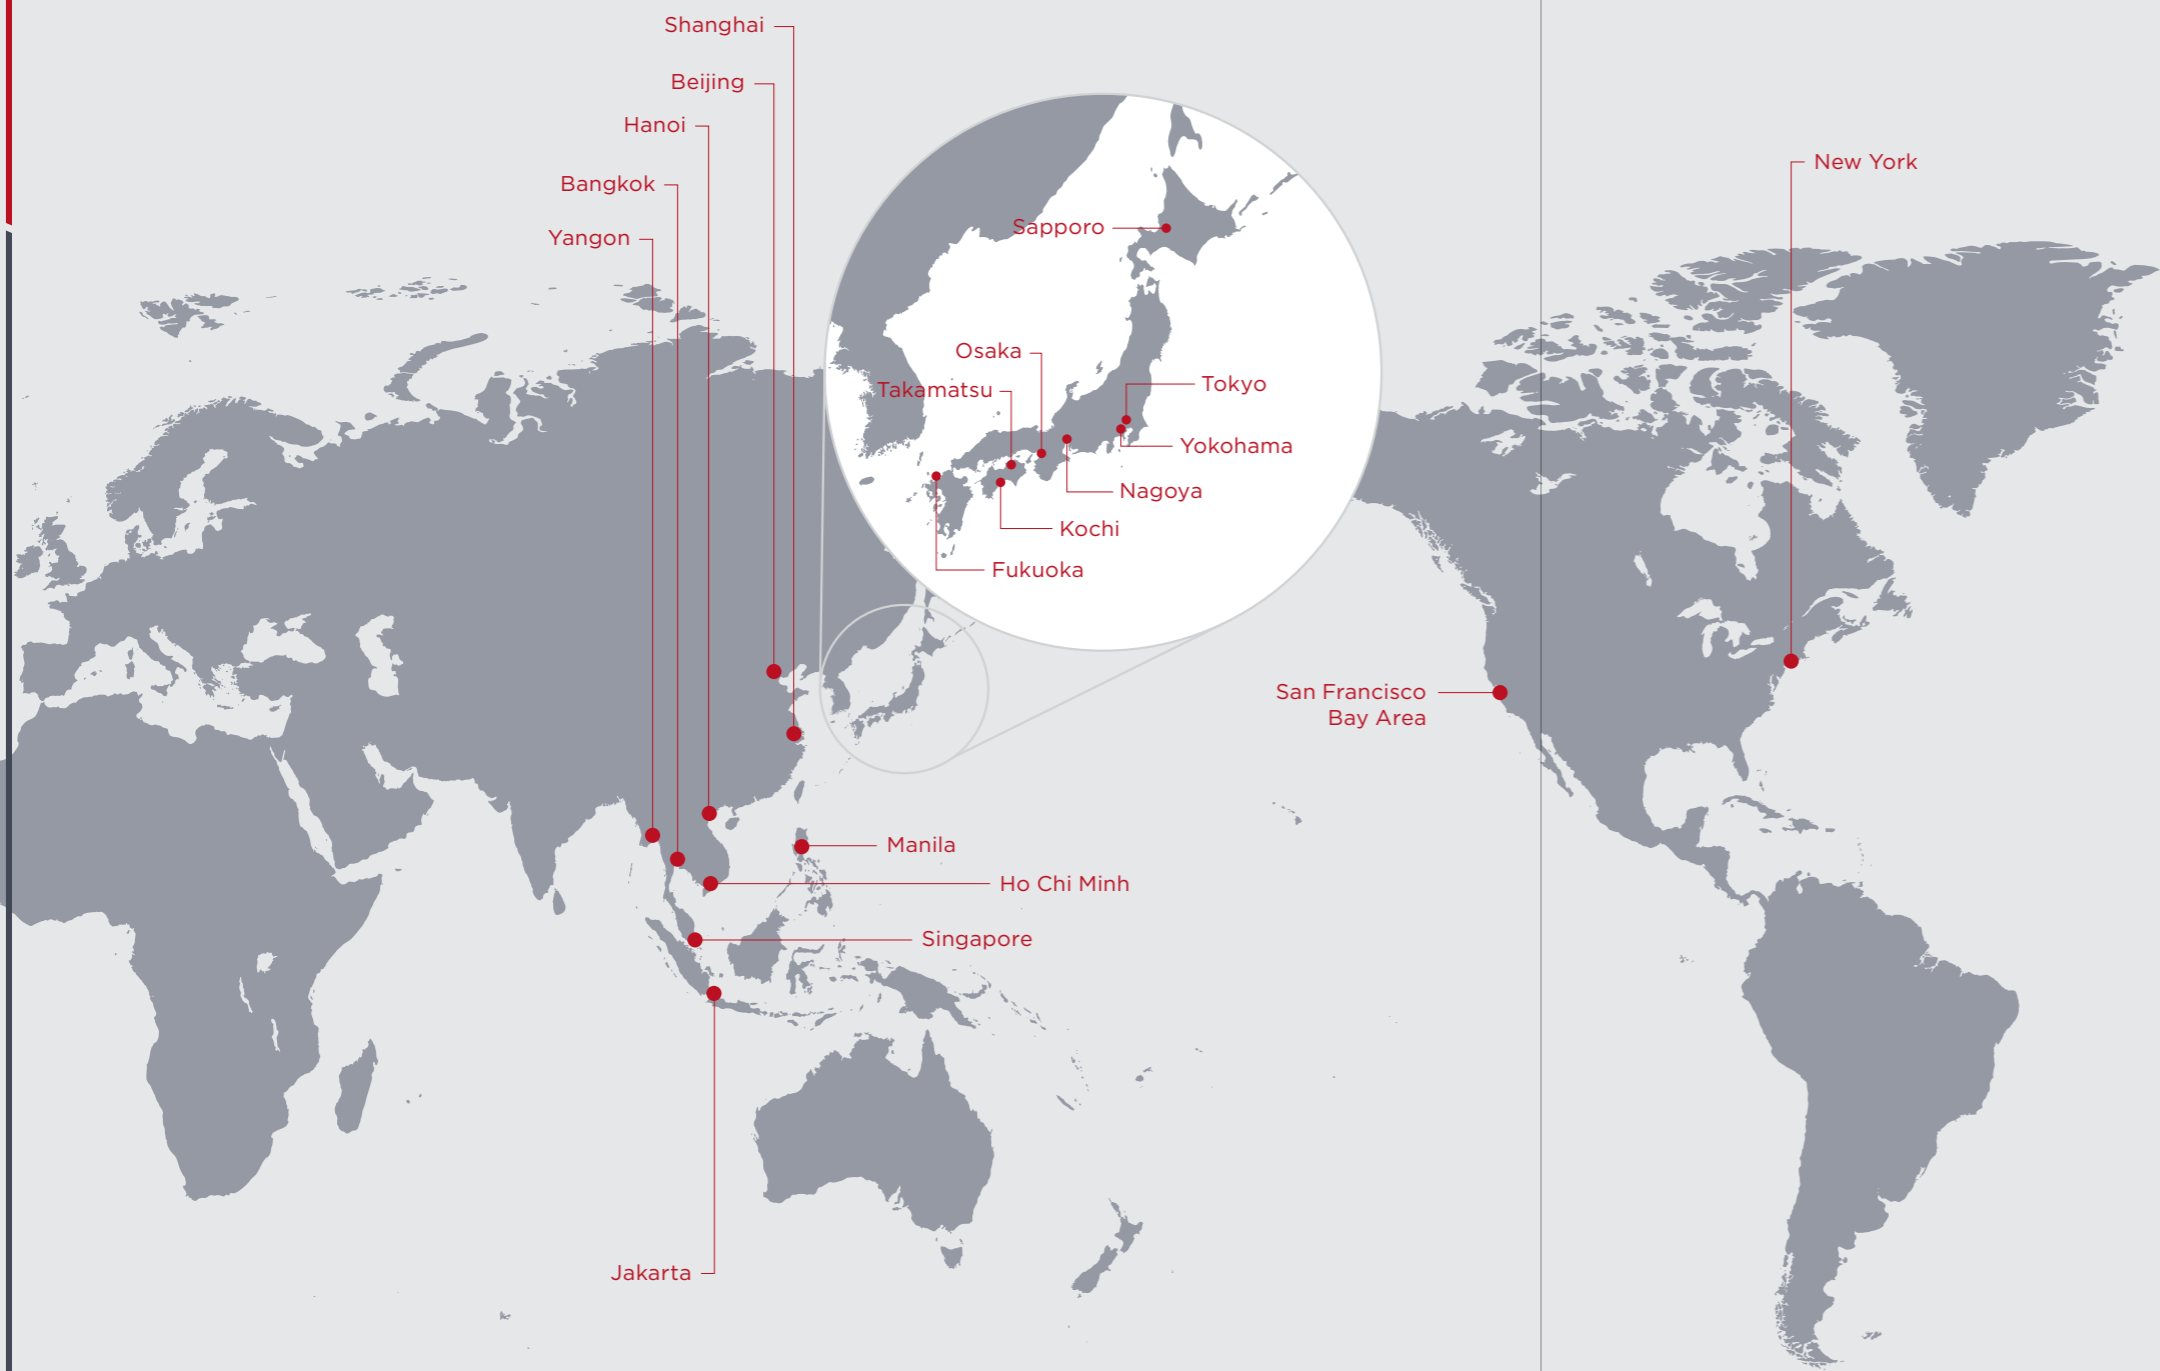 Shanghai
Beijing
Hanoi
Bangkok
Yangon
Sapporo
Osaka
Takamatsu
Tokyo
Yokohama
Nagoya
Kochi
Fukuoka
New York
San Francisco
Bay Area
Manila
Ho Chi Minh
Singapore
Jakarta